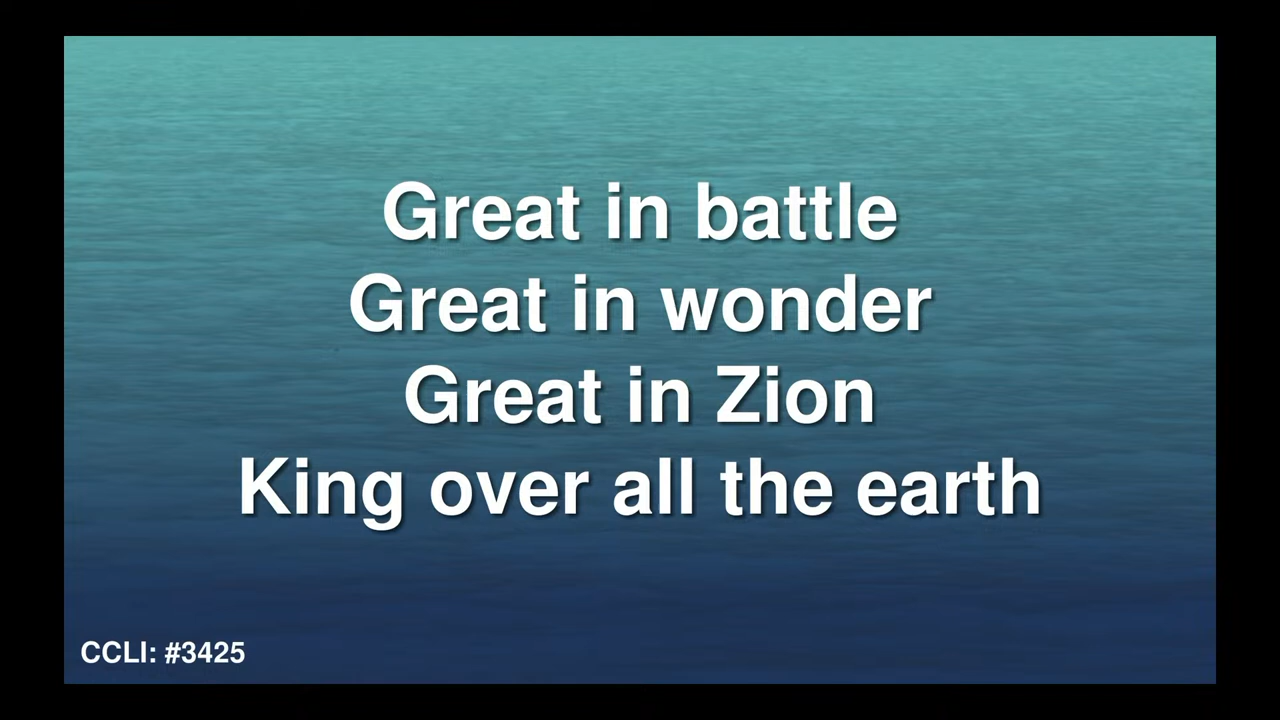 Great in battle
Great in wonder
Great in Zion
King over all the earth
CCLI: #3425